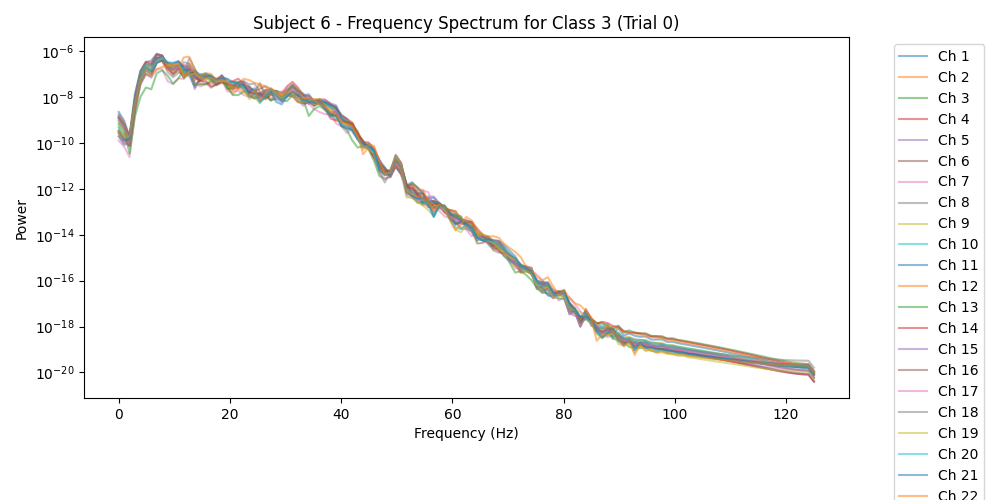 Subject 6 - Frequency Spectrum for Class 3 (Trial 0)
Power
10⁻⁶
10⁻⁸
10⁻¹⁰
10⁻¹²
10⁻¹⁴
10⁻¹⁶
10⁻¹⁸
10⁻²⁰
0 20 40 60 80 100 120
Frequency (Hz)
Ch 1
Ch 2
Ch 3
Ch 4
Ch 5
Ch 6
Ch 7
Ch 8
Ch 9
Ch 10
Ch 11
Ch 12
Ch 13
Ch 14
Ch 15
Ch 16
Ch 17
Ch 18
Ch 19
Ch 20
Ch 21
Ch 22